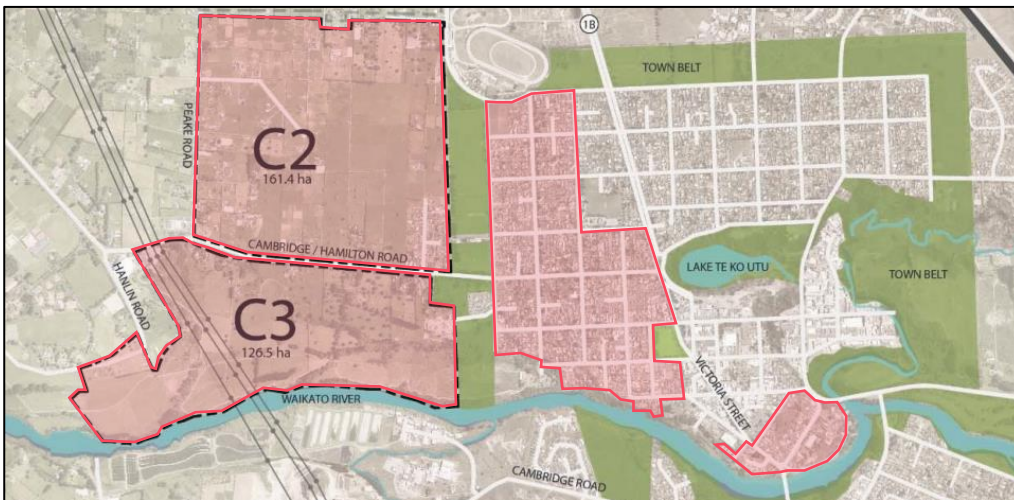 1B
TOWN BELT
PEAKE ROAD
C2
161.4 ha
CAMBRIDGE / HAMILTON ROAD
HANLIN ROAD
C3
126.5 ha
LAKE TE KO UTU
TOWN BELT
VICTORIA STREET
WAIKATO RIVER
CAMBRIDGE ROAD